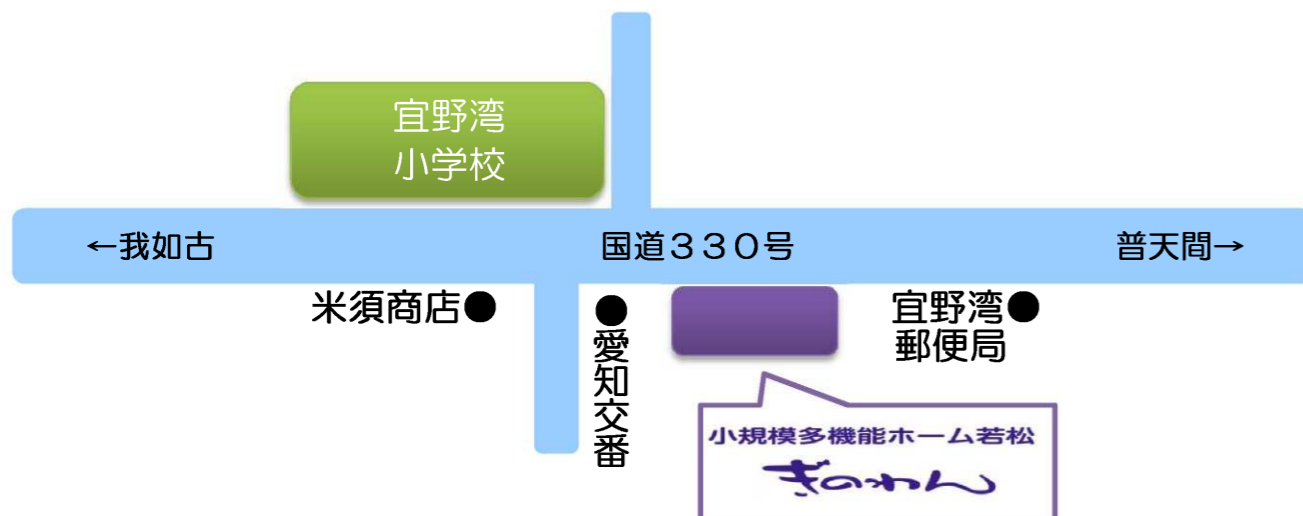 宜野湾
小学校
←我如古
国道３３０号
普天間→
米須商店●
●愛知交番
宜野湾●
郵便局
小規模多機能ホーム若松
ぎのわん